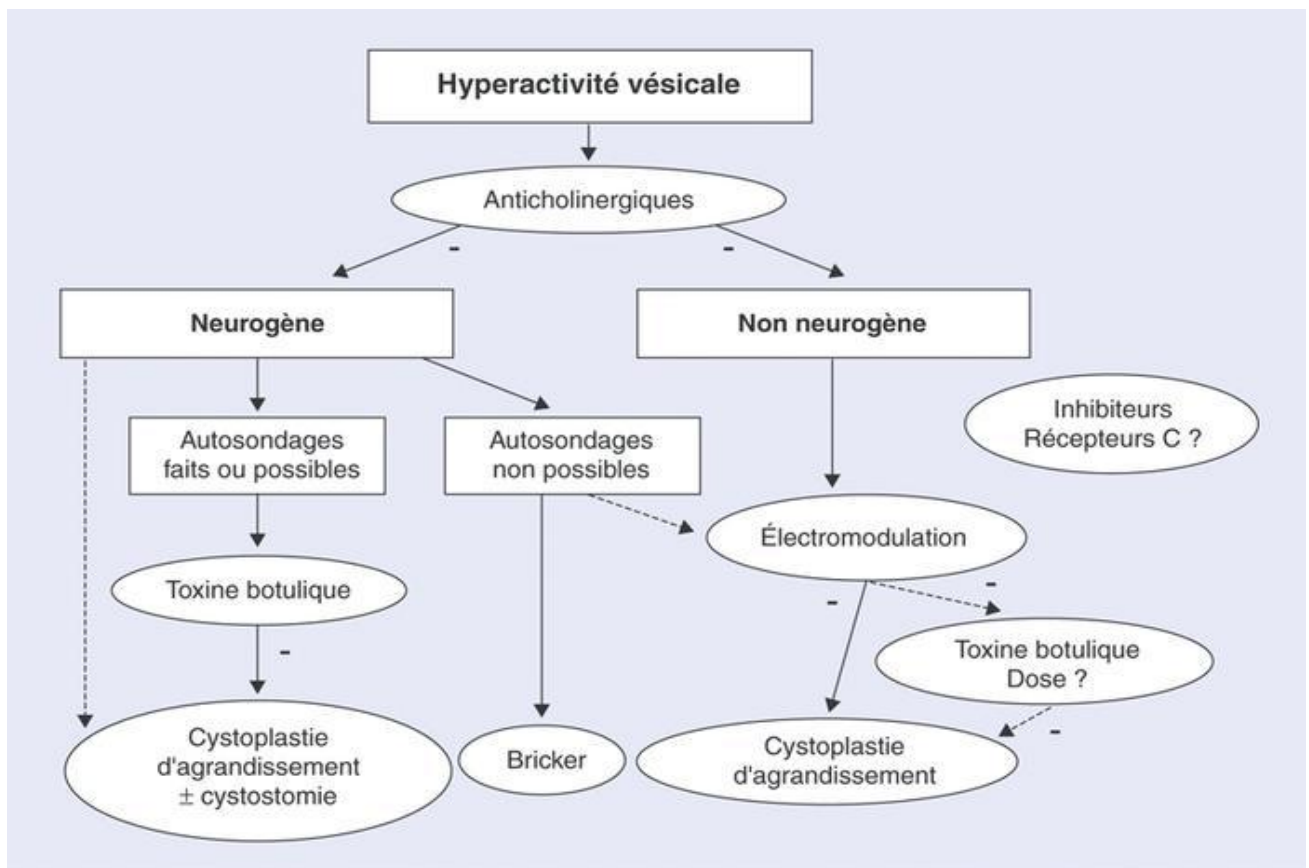 Hyperactivité vésicale
Anticholinergiques
-
-
Neurogène
Non neurogène
Inhibiteurs
Récepteurs C ?
Autosondages
faits ou possibles
Autosondages
non possibles
Électromodulation
Toxine botulique
-
-
-
Toxine botulique
Dose ?
-
Cystoplastie
d'agrandissement
± cystostomie
Bricker
Cystoplastie
d'agrandissement